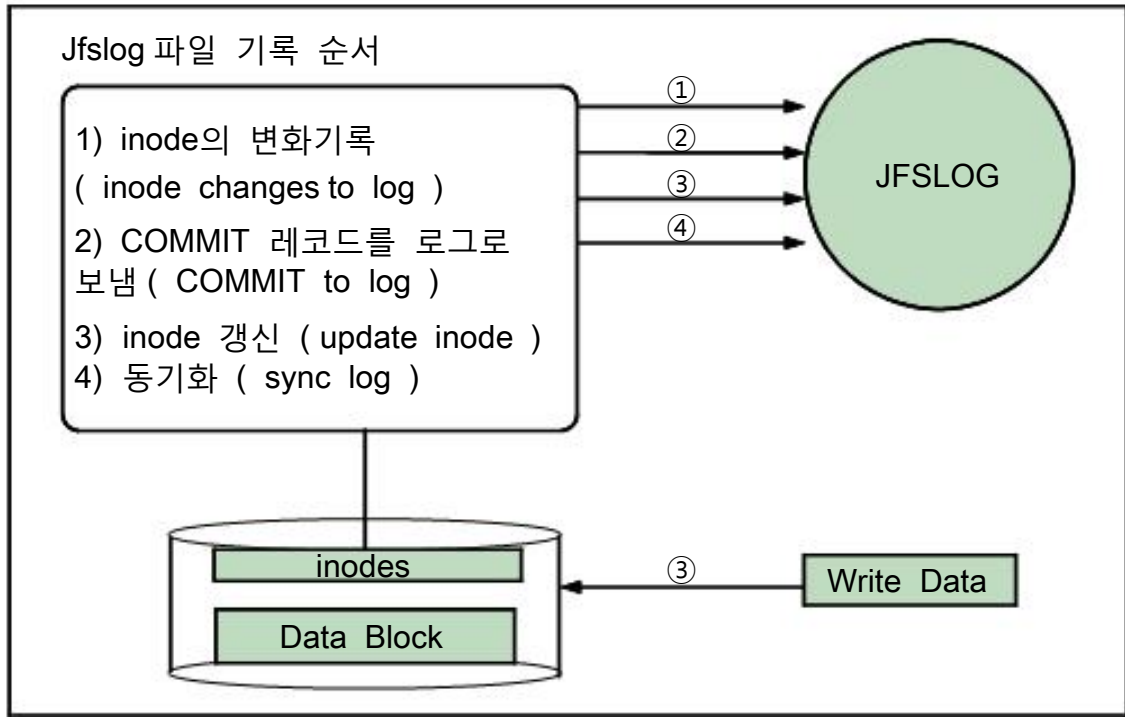 Jfslog 파일 기록 순서
1) inode의 변화기록
( inode changes to log )
2) COMMIT 레코드를 로그로
보냄 ( COMMIT to log )
3) inode 갱신 ( update inode )
4) 동기화 ( sync log )
①
②
③
④
JFSLOG
inodes
Data Block
③
Write Data